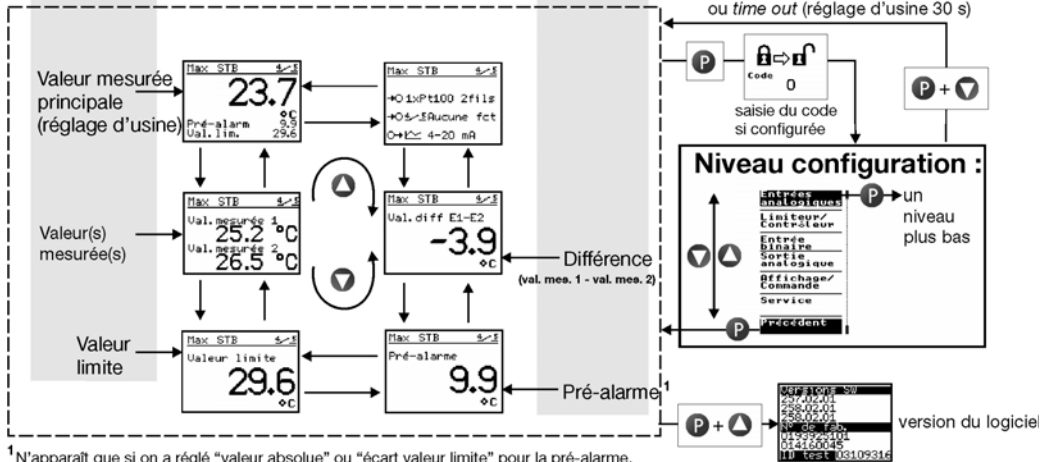 ou time out (réglage d'usine 30 s)
Valeur mesurée
principale
(réglage d'usine)
Max STB
23.7
°C
Pré-alarm 9.9
Val. lim. 29.6
Max STB
1xPt100 2fils
Aucune fct
4-20 mA
P
Code
0
saisie du code
si configurée
P + ▽
Valeur(s)
mesurée(s)
Max STB
Val. mesurée 1
25.2 °C
Val. mesurée 2
26.5 °C
Max STB
Val.diff E1-E2
-3.9
°C
Différence
(val. mes. 1 - val. mes. 2)
Niveau configuration :
Entrées
analogiques
Limiteur/
Contrôleur
Entrée
binaire
Sortie
analogique
Affichage/
Commande
Service
Précédent
P
un
niveau
plus bas
P
Valeur
limite
Max STB
Valeur limite
29.6
°C
Max STB
Pré-alarme
9.9
°C
Pré-alarme1
P + △
Versions SW
257.02.01
258.02.01
258.02.01
N° de fab.
0193925101
014160045
ID test 03109316
version du logiciel
1N'apparaît que si on a réglé "valeur absolue" ou "écart valeur limite" pour la pré-alarme.